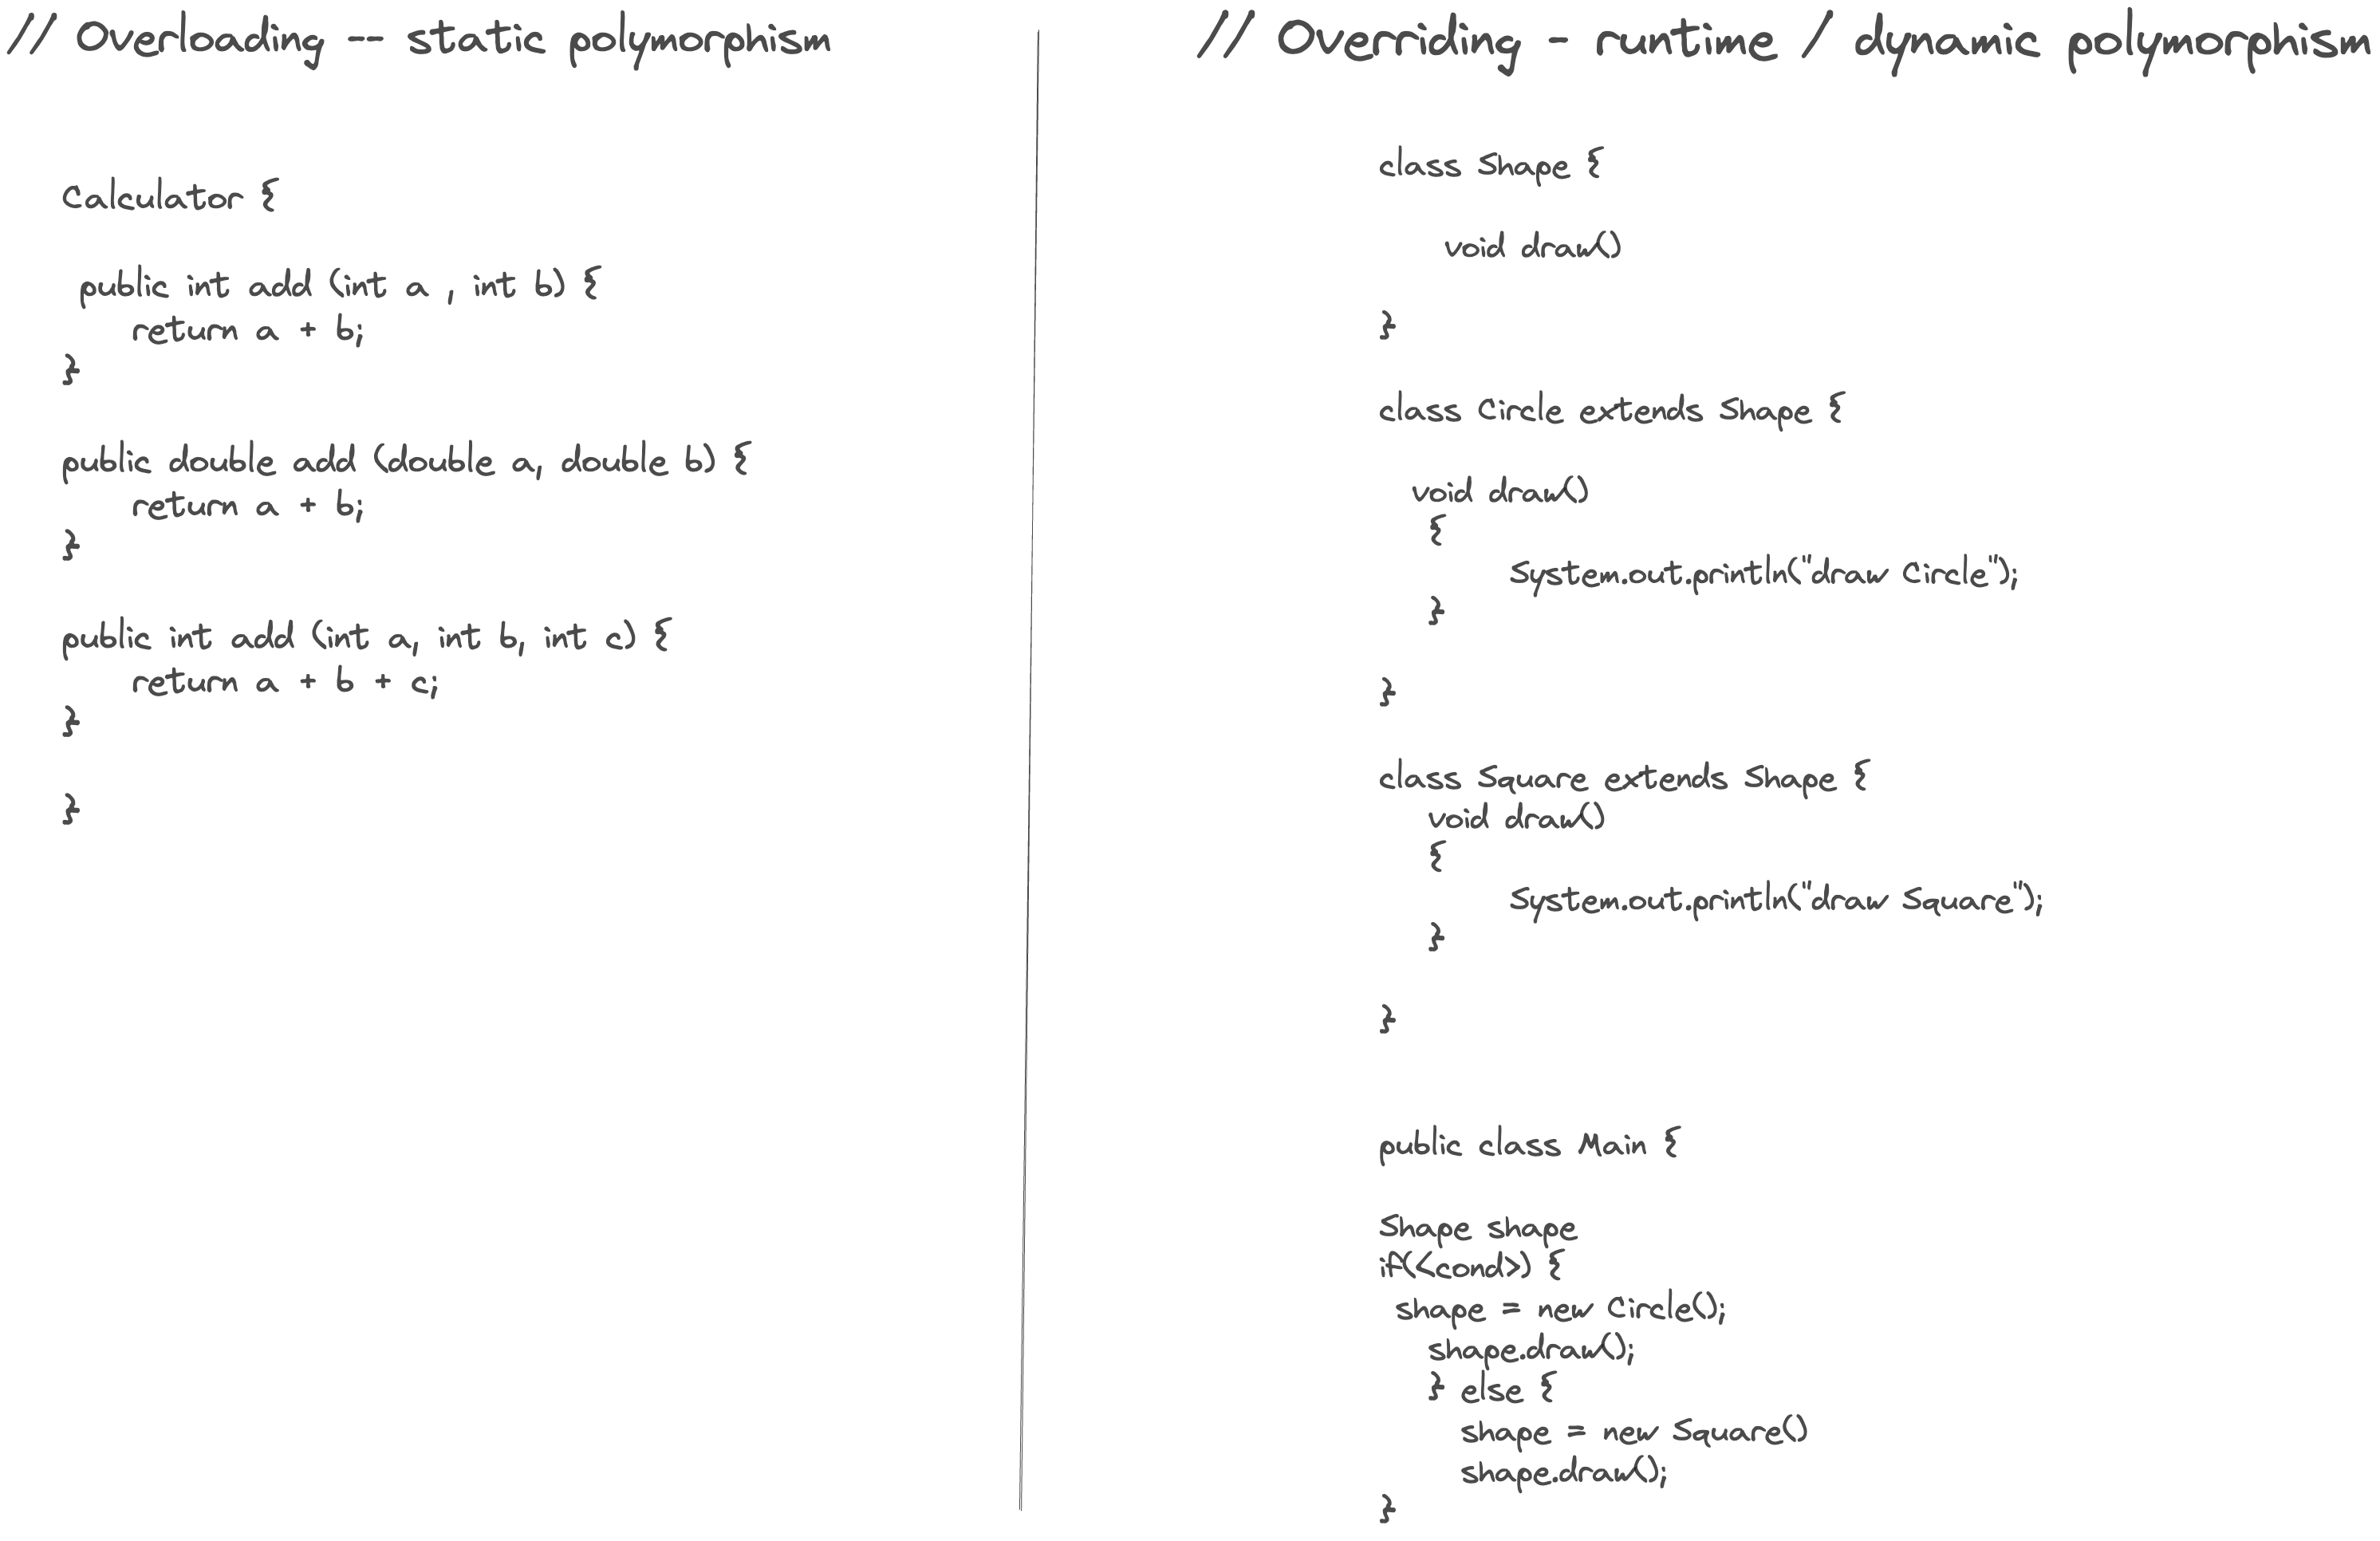 // Overloading -- static polymorphism
Calculator {
public int add (int a , int b) {
return a + b;
}
public double add (double a, double b) {
return a + b;
}
public int add (int a, int b, int c) {
return a + b + c;
}
}
// Overriding - runtime / dynamic polymorphism
class Shape {
void draw()
}
class Circle extends Shape {
void draw()
{
System.out.println("draw Circle");
}
}
class Square extends Shape {
void draw()
{
System.out.println("draw Square");
}
}
public class Main {
Shape shape
if(<cond>) {
shape = new Circle();
shape.draw();
} else {
shape = new Square()
shape.draw();
}